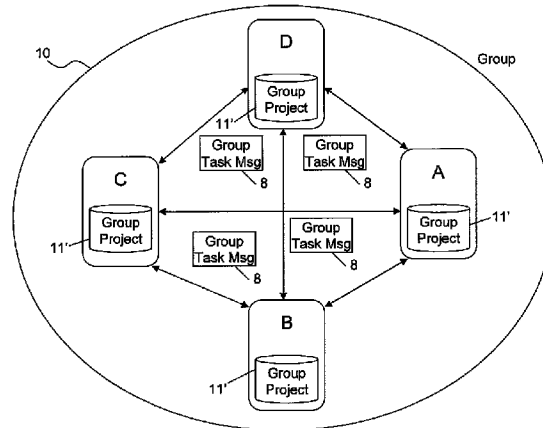 10
D
Group
Group
Project
11'
Group
Task Msg
8
Group
Task Msg
8
C
Group
Project
11'
A
Group
Project
11'
Group
Task Msg
8
Group
Task Msg
8
B
Group
Project
11'